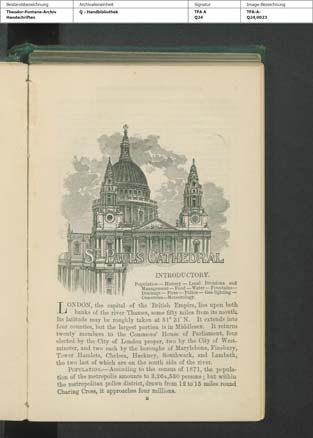 Bestandsbezeichnung
Archivalieneinheit
Signatur
Image-Bezeichnung
Theodor-Fontane-Archiv
Handschriften
Q - Handbibliothek
TFA A
Q24
TFA-A-
Q24,0023
ST PAUL'S CATHEDRAL
INTRODUCTORY.
Population — History — Local Divisions and
Management — Food — Water — Fountains —
Drainage — Fires — Police — Gas-lighting —
Cemeteries — Meteorology.
LONDON, the capital of the British Empire, lies upon both
banks of the river Thames, some fifty miles from its mouth.
Its latitude may be roughly taken at 51° 31′ N. It extends into
four counties, but the largest portion is in Middlesex. It returns
twenty members to the Commons' House of Parliament, four
elected by the City of London proper, two by the City of West-
minster, and two each by the boroughs of Marylebone, Finsbury,
Tower Hamlets, Chelsea, Hackney, Southwark, and Lambeth,
the two last of which are on the south side of the river.
POPULATION.—According to the census of 1871, the popula-
tion of the metropolis amounts to 3,264,530 persons; but within
the metropolitan police district, drawn from 12 to 15 miles round
Charing Cross, it approaches four millions.